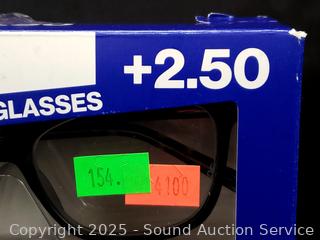 +2.50
GLASSES
154.
4100
Copyright 2025 - Sound Auction Service